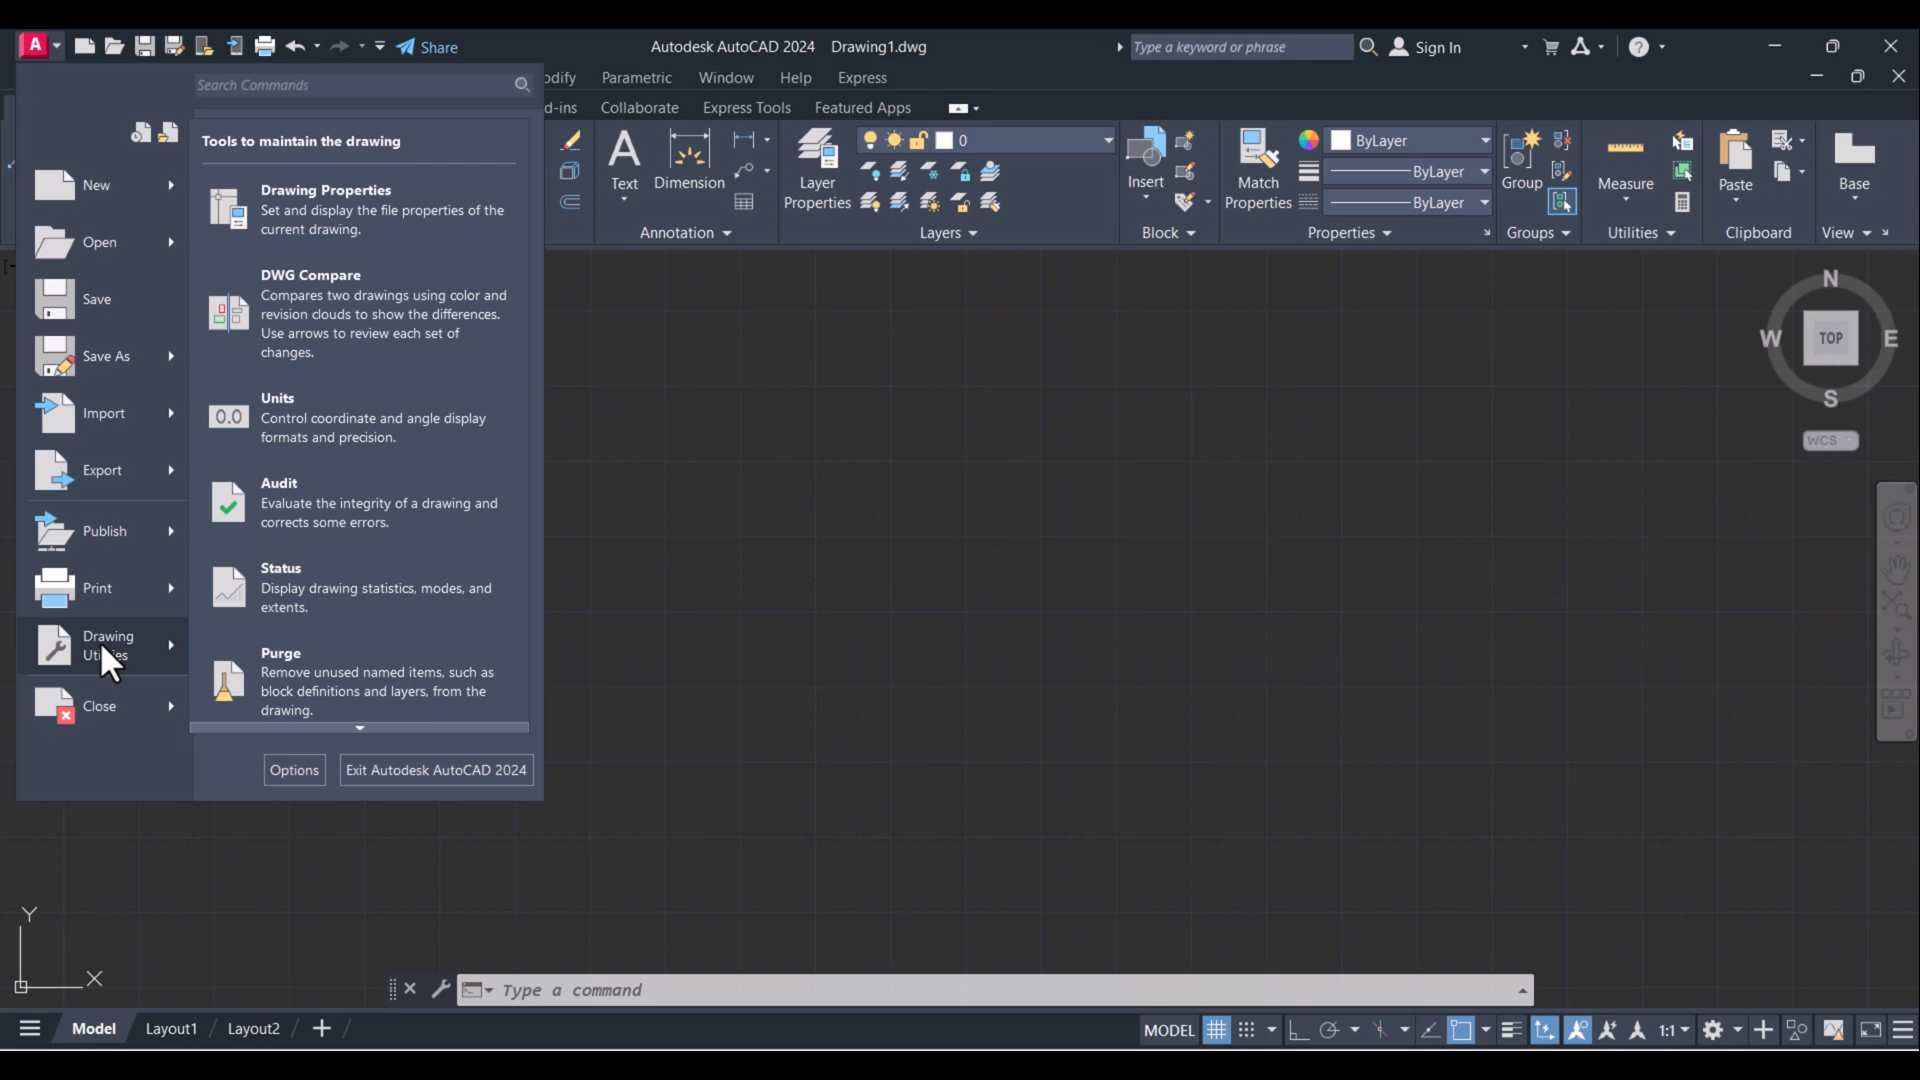 A
Share
Autodesk AutoCAD 2024 Drawing1.dwg
Type a keyword or phrase
Sign In
?
Search Commands
odify
Parametric
Window
Help
Express
d-ins
Collaborate
Express Tools
Featured Apps
Tools to maintain the drawing
New
Open
Save
Save As
Import
Export
Publish
Print
Drawing
Close
Drawing Properties
Set and display the file properties of the
current drawing.
DWG Compare
Compares two drawings using color and
revision clouds to show the differences.
Use arrows to review each set of
changes.
0.0
Units
Control coordinate and angle display
formats and precision.
Audit
Evaluate the integrity of a drawing and
corrects some errors.
Status
Display drawing statistics, modes, and
extents.
Purge
Remove unused named items, such as
block definitions and layers, from the
drawing.
Options
Exit Autodesk AutoCAD 2024
A
Text
Dimension
Annotation
Layer
Properties
0
Layers
Insert
Block
Match
Properties
ByLayer
ByLayer
ByLayer
Properties
Group
Groups
Measure
Utilities
Paste
Clipboard
Base
View
N
W
TOP
E
S
WCS
Y
X
Type a command
Model
Layout1
Layout2
MODEL
1:1